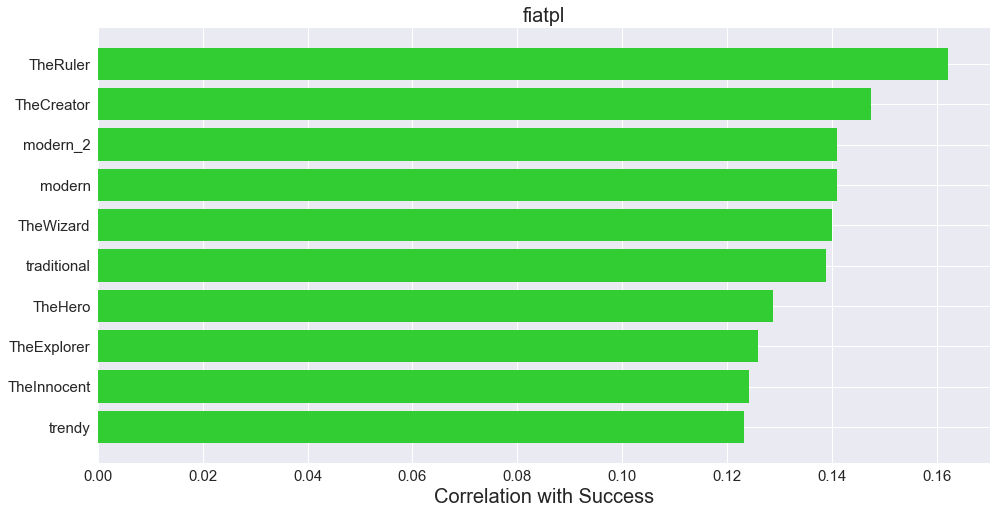 fiatpl
TheRuler
TheCreator
modern_2
modern
TheWizard
traditional
TheHero
TheExplorer
TheInnocent
trendy
0.00 0.02 0.04 0.06 0.08 0.10 0.12 0.14 0.16
Correlation with Success